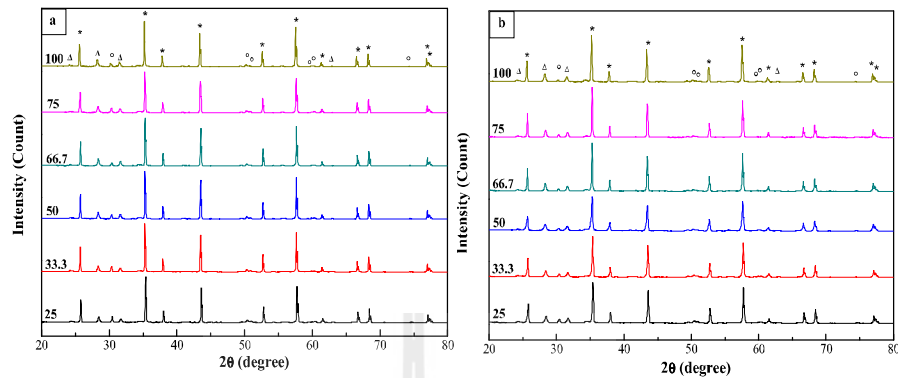 a
Intensity (Count)
* Δ Δ ○ Δ * * * ○ ○ * * ○ ○ * Δ * * ○ * *
100
75
66.7
50
33.3
25
20 30 40 50 60 70 80
2θ (degree)
b
Intensity (Count)
* Δ Δ ○ Δ * * * ○ ○ * * ○ ○ * Δ * * ○ * *
100
75
66.7
50
33.3
25
20 30 40 50 60 70 80
2θ (degree)